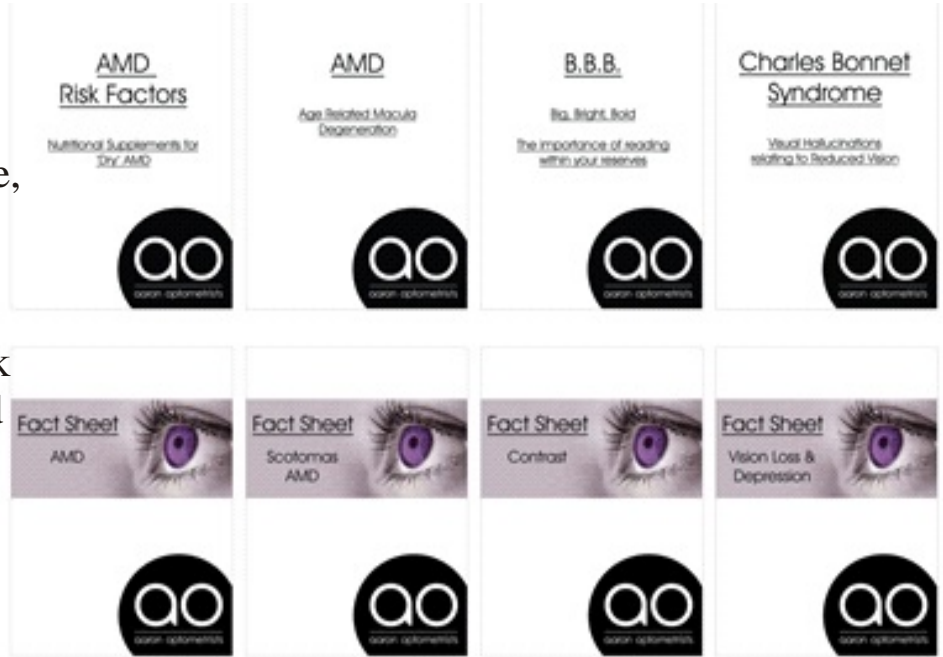 AMD
Risk Factors
Nutritional Supplements for
'Dry' AMD
ao
aaron optometrists
AMD
Age Related Macula
Degeneration
ao
aaron optometrists
B.B.B.
Big, Bright, Bold
The importance of reading
within your reserves
ao
aaron optometrists
Charles Bonnet
Syndrome
Visual Hallucinations
relating to Reduced Vision
ao
aaron optometrists
e,
k
Fact Sheet
AMD
ao
aaron optometrists
Fact Sheet
Scotomas
AMD
ao
aaron optometrists
Fact Sheet
Contrast
ao
aaron optometrists
Fact Sheet
Vision Loss &
Depression
ao
aaron optometrists